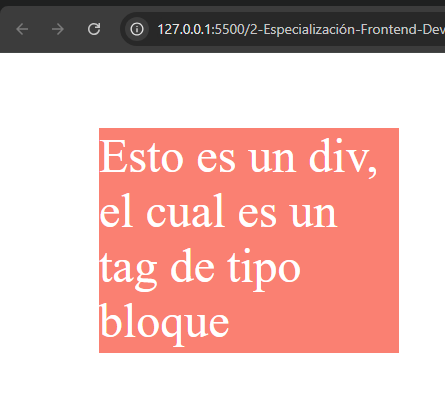 127.0.0.1:5500/2-Especialización-Frontend-Dev
Esto es un div,
el cual es un
tag de tipo
bloque